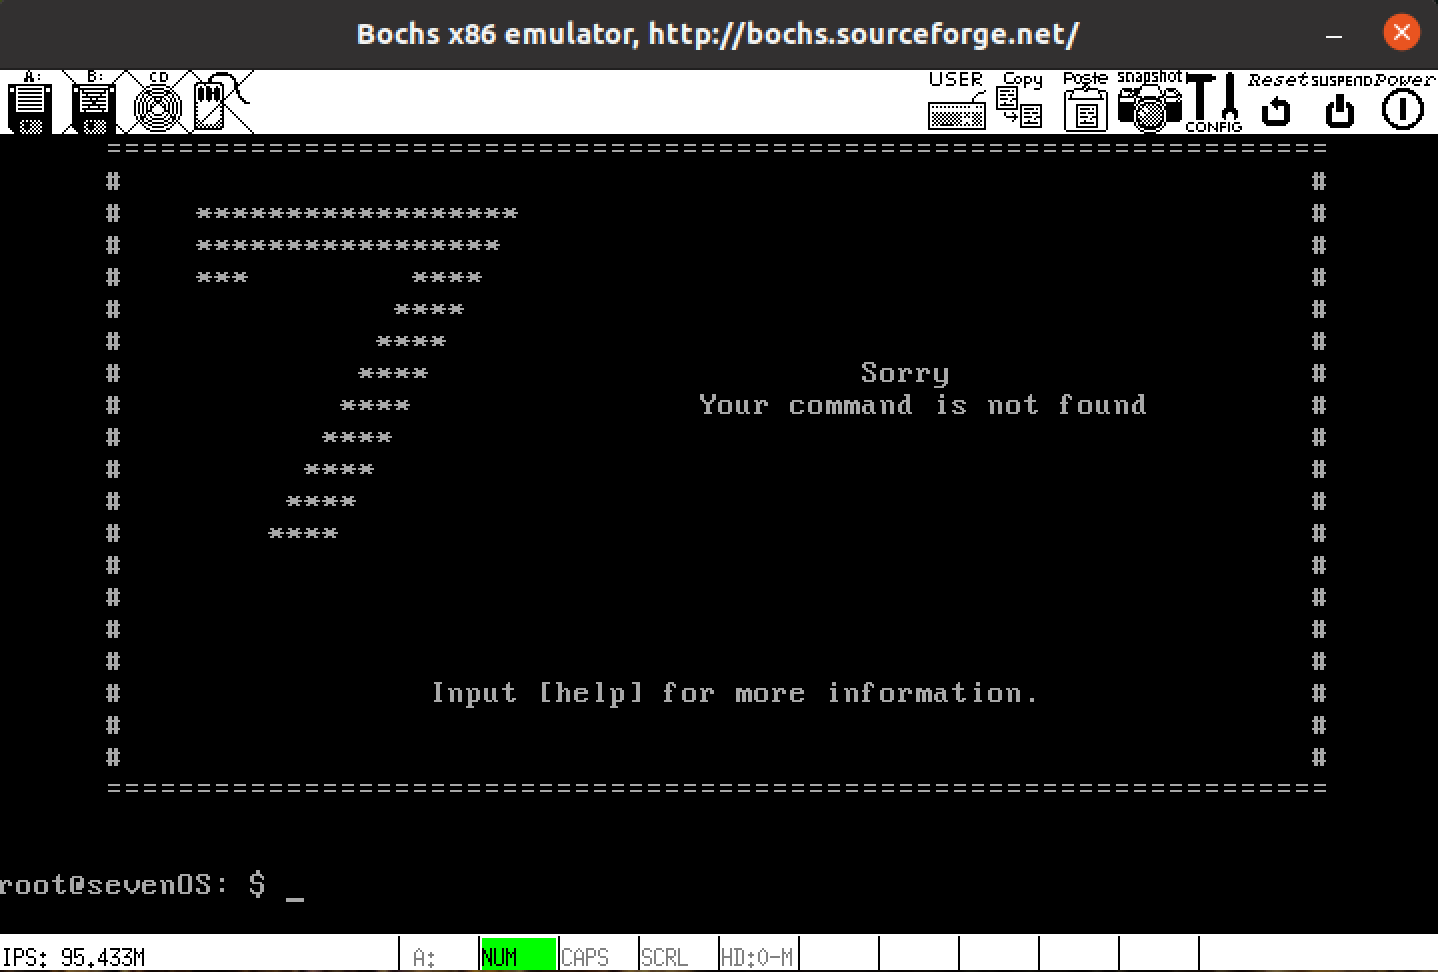 Bochs x86 emulator, http://bochs.sourceforge.net/
A: B: CD USER Copy Paste snapshot CONFIG Reset SUSPEND Power
====================================================================
# #
# ****************** #
# ***************** #
# *** **** #
# **** #
# **** #
# **** Sorry #
# **** Your command is not found #
# **** #
# **** #
# **** #
# **** #
# #
# #
# #
# #
# Input [help] for more information. #
# #
# #
====================================================================
root@sevenOS: $ _
IPS: 95.433M A: NUM CAPS SCRL HD:0-M